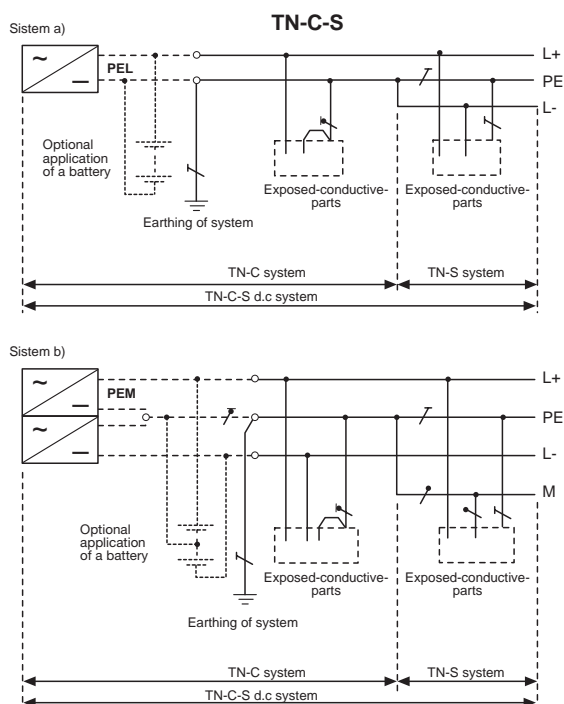 TN-C-S
Sistem a)
L+
PEL
PE
L-
Optional
application
of a battery
Exposed-conductive-
parts
Exposed-conductive-
parts
Earthing of system
TN-C system
TN-S system
TN-C-S d.c system
Sistem b)
L+
PEM
PE
L-
M
Optional
application
of a battery
Exposed-conductive-
parts
Exposed-conductive-
parts
Earthing of system
TN-C system
TN-S system
TN-C-S d.c system